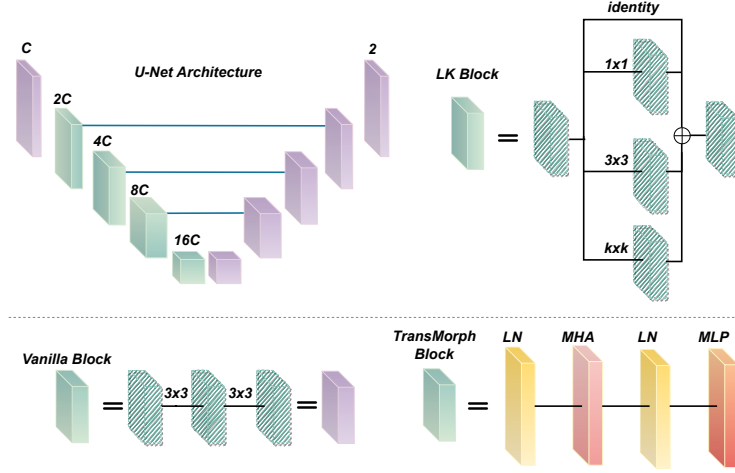 C
U-Net Architecture
2
2C
4C
8C
16C
LK Block
=
identity
1x1
3x3
kxk
Vanilla Block
=
3x3
3x3
=
TransMorph
Block
=
LN
MHA
LN
MLP